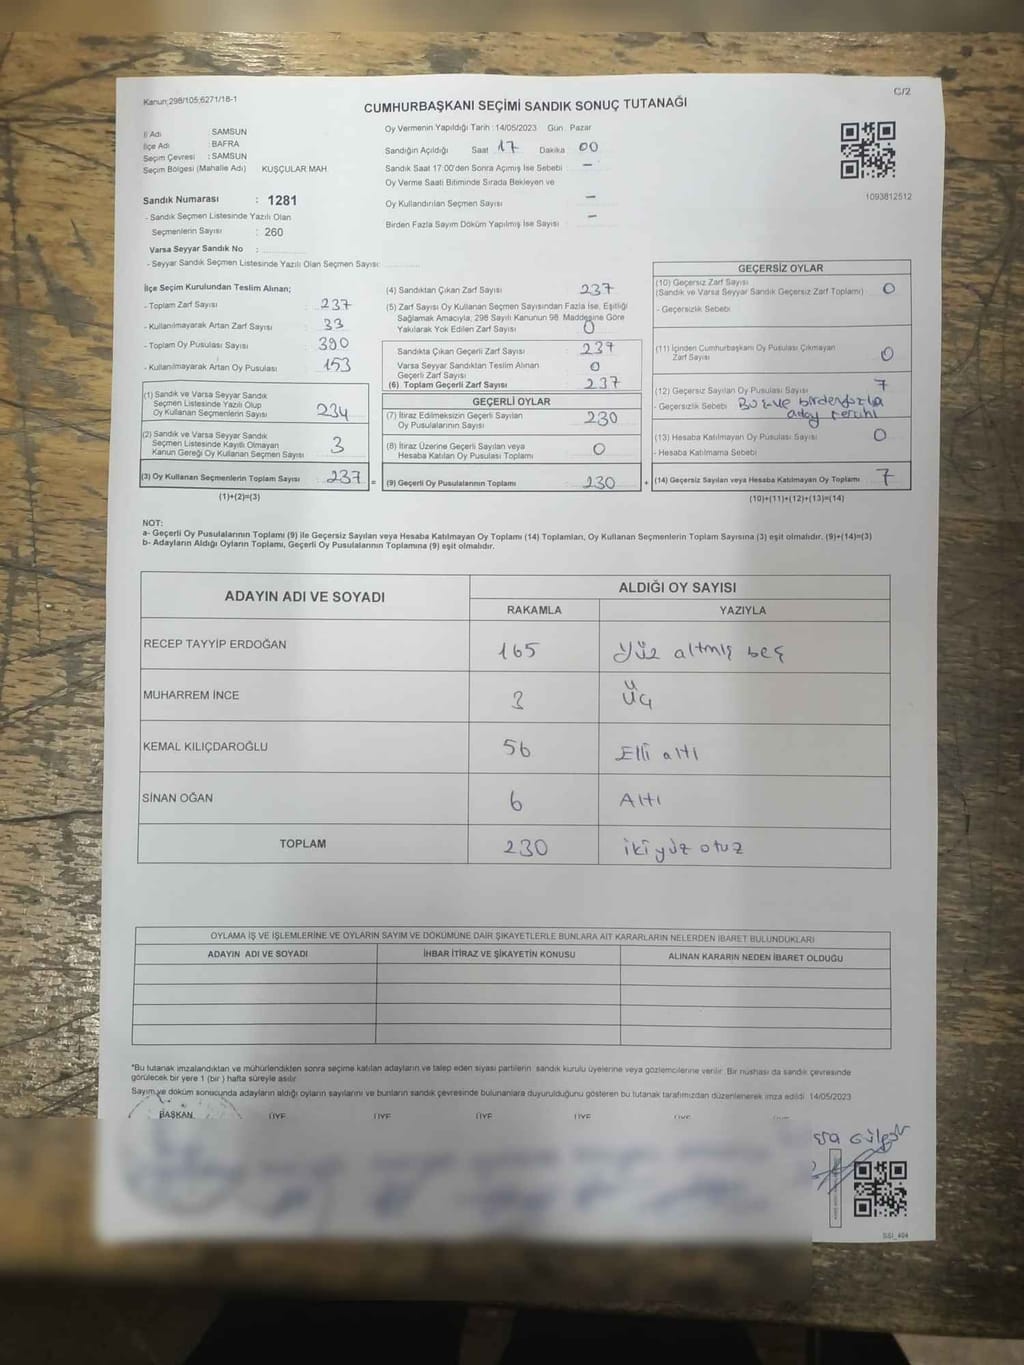 Kanun;298/105;6271/18-1
C/2
CUMHURBAŞKANI SEÇİMİ SANDIK SONUÇ TUTANAĞI
İl Adı SAMSUN
İlçe Adı : BAFRA
Seçim Çevresi : SAMSUN
Seçim Bölgesi (Mahalle Adı) KUŞÇULAR MAH
Sandık Numarası : 1281
- Sandık Seçmen Listesinde Yazılı Olan
Seçmenlerin Sayısı : 260
Varsa Seyyar Sandık No :
- Seyyar Sandık Seçmen Listesinde Yazılı Olan Seçmen Sayısı:
Oy Vermenin Yapıldığı Tarih : 14/05/2023 Gün : Pazar
Sandığın Açıldığı Saat 17 Dakika 00
Sandık Saat 17:00'den Sonra Açımış İse Sebebi : -
Oy Verme Saati Bitiminde Sırada Bekleyen ve
Oy Kullandırılan Seçmen Sayısı : -
Birden Fazla Sayım Döküm Yapılmış İse Sayısı : -
1093812512
İlçe Seçim Kurulundan Teslim Alınan;
- Toplam Zarf Sayısı : 237
- Kullanılmayarak Artan Zarf Sayısı : 33
- Toplam Oy Pusulası Sayısı : 390
- Kullanılmayarak Artan Oy Pusulası : 153
(1) Sandık ve Varsa Seyyar Sandık
Seçmen Listesinde Yazılı Olup
Oy Kullanan Seçmenlerin Sayısı : 234
(2) Sandık ve Varsa Seyyar Sandık
Seçmen Listesinde Kayıtlı Olmayan
Kanun Gereği Oy Kullanan Seçmen Sayısı : 3
(3) Oy Kullanan Seçmenlerin Toplam Sayısı : 237 =
(1)+(2)=(3)
(4) Sandıktan Çıkan Zarf Sayısı : 237
(5) Zarf Sayısı Oy Kullanan Seçmen Sayısından Fazla İse, Eşitliği
Sağlamak Amacıyla, 298 Sayılı Kanunun 98. Maddesine Göre
Yakılarak Yok Edilen Zarf Sayısı : 0
Sandıkta Çıkan Geçerli Zarf Sayısı : 237
Varsa Seyyar Sandıktan Teslim Alınan
Geçerli Zarf Sayısı : 0
(6) Toplam Geçerli Zarf Sayısı : 237
GEÇERLİ OYLAR
(7) İtiraz Edilmeksizin Geçerli Sayılan
Oy Pusulalarının Sayısı : 230
(8) İtiraz Üzerine Geçerli Sayılan veya
Hesaba Katılan Oy Pusulası Toplamı : 0
(9) Geçerli Oy Pusulalarının Toplamı : 230 +
GEÇERSİZ OYLAR
(10) Geçersiz Zarf Sayısı
(Sandık ve Varsa Seyyar Sandık Geçersiz Zarf Toplamı) : 0
- Geçersizlik Sebebi :
(11) İçinden Cumhurbaşkanı Oy Pusulası Çıkmayan
Zarf Sayısı : 0
(12) Geçersiz Sayılan Oy Pusulası Sayısı : 7
- Geçersizlik Sebebi : Boş ve birden fazla
aday tercihi
(13) Hesaba Katılmayan Oy Pusulası Sayısı : 0
- Hesaba Katılmama Sebebi :
(14) Geçersiz Sayılan veya Hesaba Katılmayan Oy Toplamı : 7
(10)+(11)+(12)+(13)=(14)
NOT:
a- Geçerli Oy Pusulalarının Toplamı (9) ile Geçersiz Sayılan veya Hesaba Katılmayan Oy Toplamı (14) Toplamları, Oy Kullanan Seçmenlerin Toplam Sayısına (3) eşit olmalıdır. (9)+(14)=(3)
b- Adayların Aldığı Oyların Toplamı, Geçerli Oy Pusulalarının Toplamına (9) eşit olmalıdır.
ADAYIN ADI VE SOYADI
ALDIĞI OY SAYISI
RAKAMLA YAZIYLA
RECEP TAYYİP ERDOĞAN 165 Yüz altmış beş
MUHARREM İNCE 3 Üç
KEMAL KILIÇDAROĞLU 56 Elli altı
SİNAN OĞAN 6 Altı
TOPLAM 230 iki yüz otuz
OYLAMA İŞ VE İŞLEMLERİNE VE OYLARIN SAYIM VE DÖKÜMÜNE DAİR ŞİKAYETLERLE BUNLARA AİT KARARLARIN NELERDEN İBARET BULUNDUKLARI
ADAYIN ADI VE SOYADI İHBAR İTİRAZ VE ŞİKAYETİN KONUSU ALINAN KARARIN NEDEN İBARET OLDUĞU
*Bu tutanak imzalandıktan ve mühürlendikten sonra seçime katılan adayların ve talep eden siyasi partilerin sandık kurulu üyelerine veya gözlemcilerine verilir. Bir nüshası da sandık çevresinde
görülecek bir yere 1 (bir ) hafta süreyle asılır
Sayım ve döküm sonucunda adayların aldığı oyların sayılarını ve bunların sandık çevresinde bulunanlara duyurulduğunu gösteren bu tutanak tarafımızdan düzenlenerek imza edildi. 14/05/2023
BAŞKAN ÜYE ÜYE ÜYE ÜYE ÜYE
SSI_404